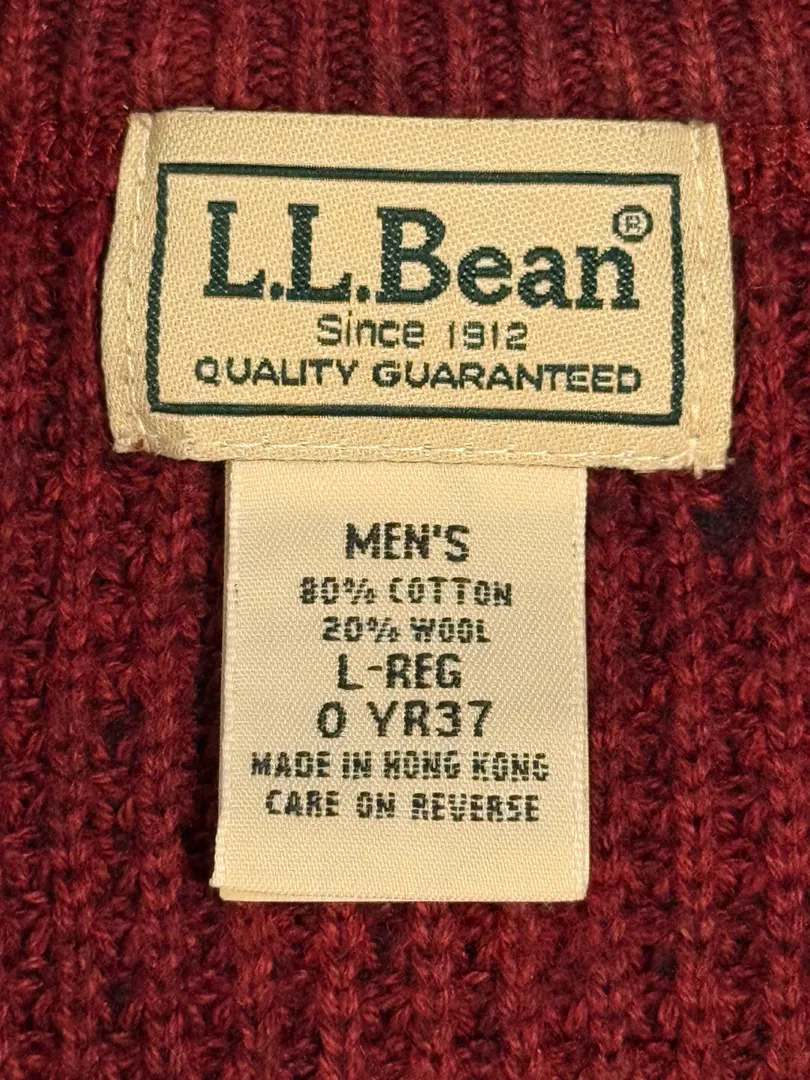 L.L.Bean®
Since 1912
QUALITY GUARANTEED
MEN'S
80% COTTON
20% WOOL
L-REG
0 YR37
MADE IN HONG KONG
CARE ON REVERSE